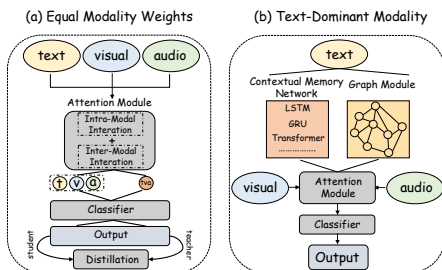 (a) Equal Modality Weights
text
visual
audio
Attention Module
Intra-Modal
Interation
+
Inter-Modal
Interation
t
v
a
tva
Classifier
Output
student
teacher
Distillation
(b) Text-Dominant Modality
text
Contextual Memory
Network
Graph Module
LSTM
GRU
Transformer
..................
visual
Attention
Module
audio
Classifier
Output